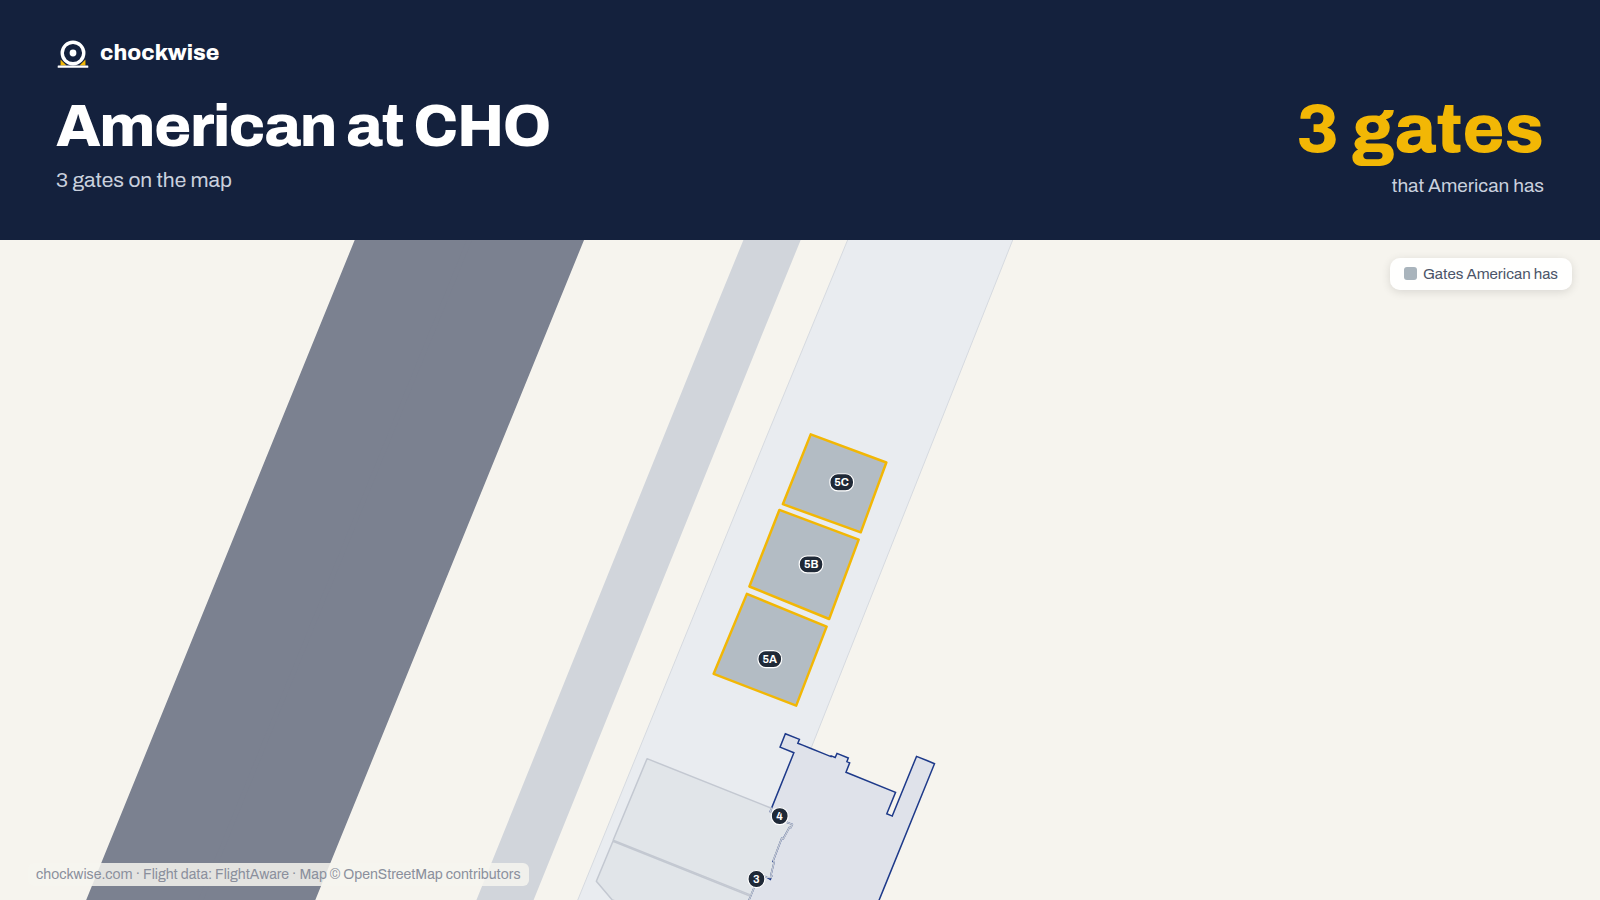 chockwise
American at CHO
3 gates on the map
3 gates
that American has
Gates American has
5C
5B
5A
4
3
chockwise.com · Flight data: FlightAware · Map © OpenStreetMap contributors